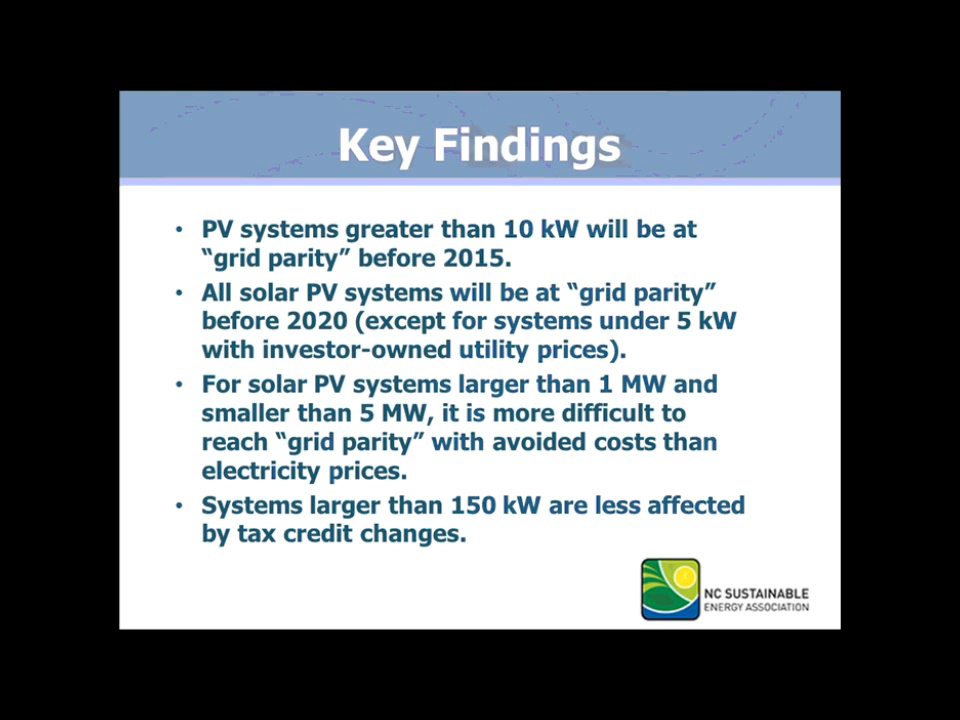 Key Findings
• PV systems greater than 10 kW will be at
“grid parity” before 2015.
• All solar PV systems will be at “grid parity”
before 2020 (except for systems under 5 kW
with investor-owned utility prices).
• For solar PV systems larger than 1 MW and
smaller than 5 MW, it is more difficult to
reach “grid parity” with avoided costs than
electricity prices.
• Systems larger than 150 kW are less affected
by tax credit changes.
NC SUSTAINABLE
ENERGY ASSOCIATION